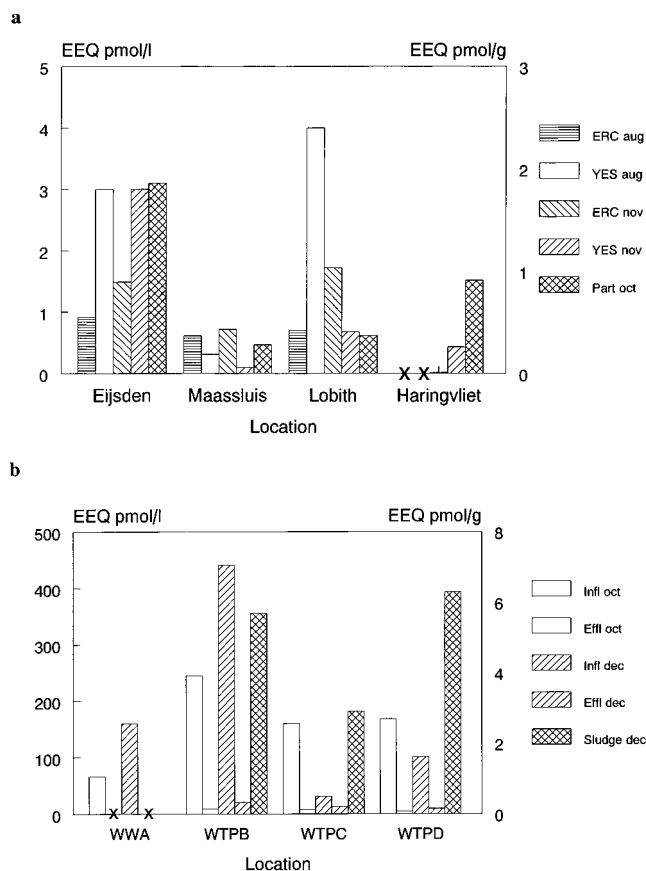 a
EEQ pmol/l
EEQ pmol/g
5
4
3
2
1
0
3
2
1
0
X X
Eijsden Maassluis Lobith Haringvliet
Location
ERC aug
YES aug
ERC nov
YES nov
Part oct
b
EEQ pmol/l
EEQ pmol/g
500
400
300
200
100
0
8
6
4
2
0
X X
WWA WTPB WTPC WTPD
Location
Infl oct
Effl oct
Infl dec
Effl dec
Sludge dec